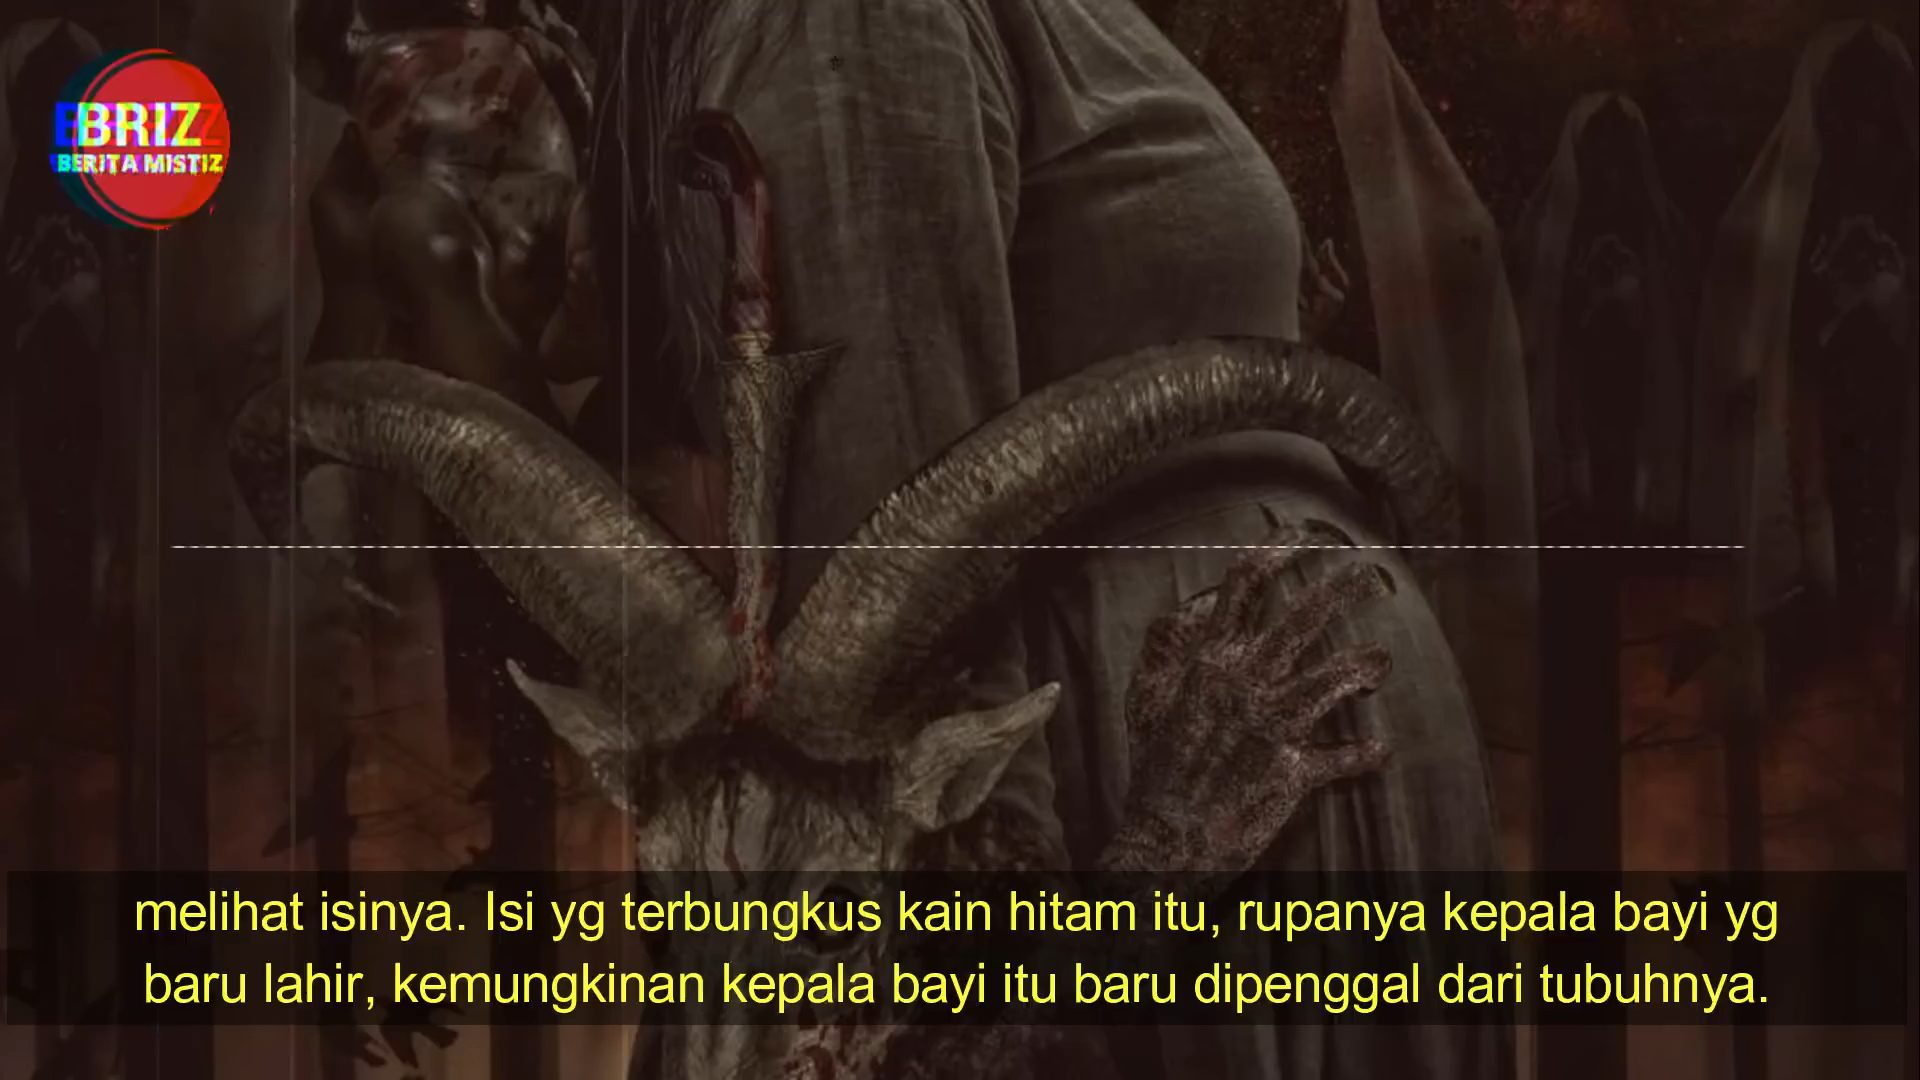 BRIZ
BERITA MISTIZ
melihat isinya. Isi yg terbungkus kain hitam itu, rupanya kepala bayi yg
baru lahir, kemungkinan kepala bayi itu baru dipenggal dari tubuhnya.